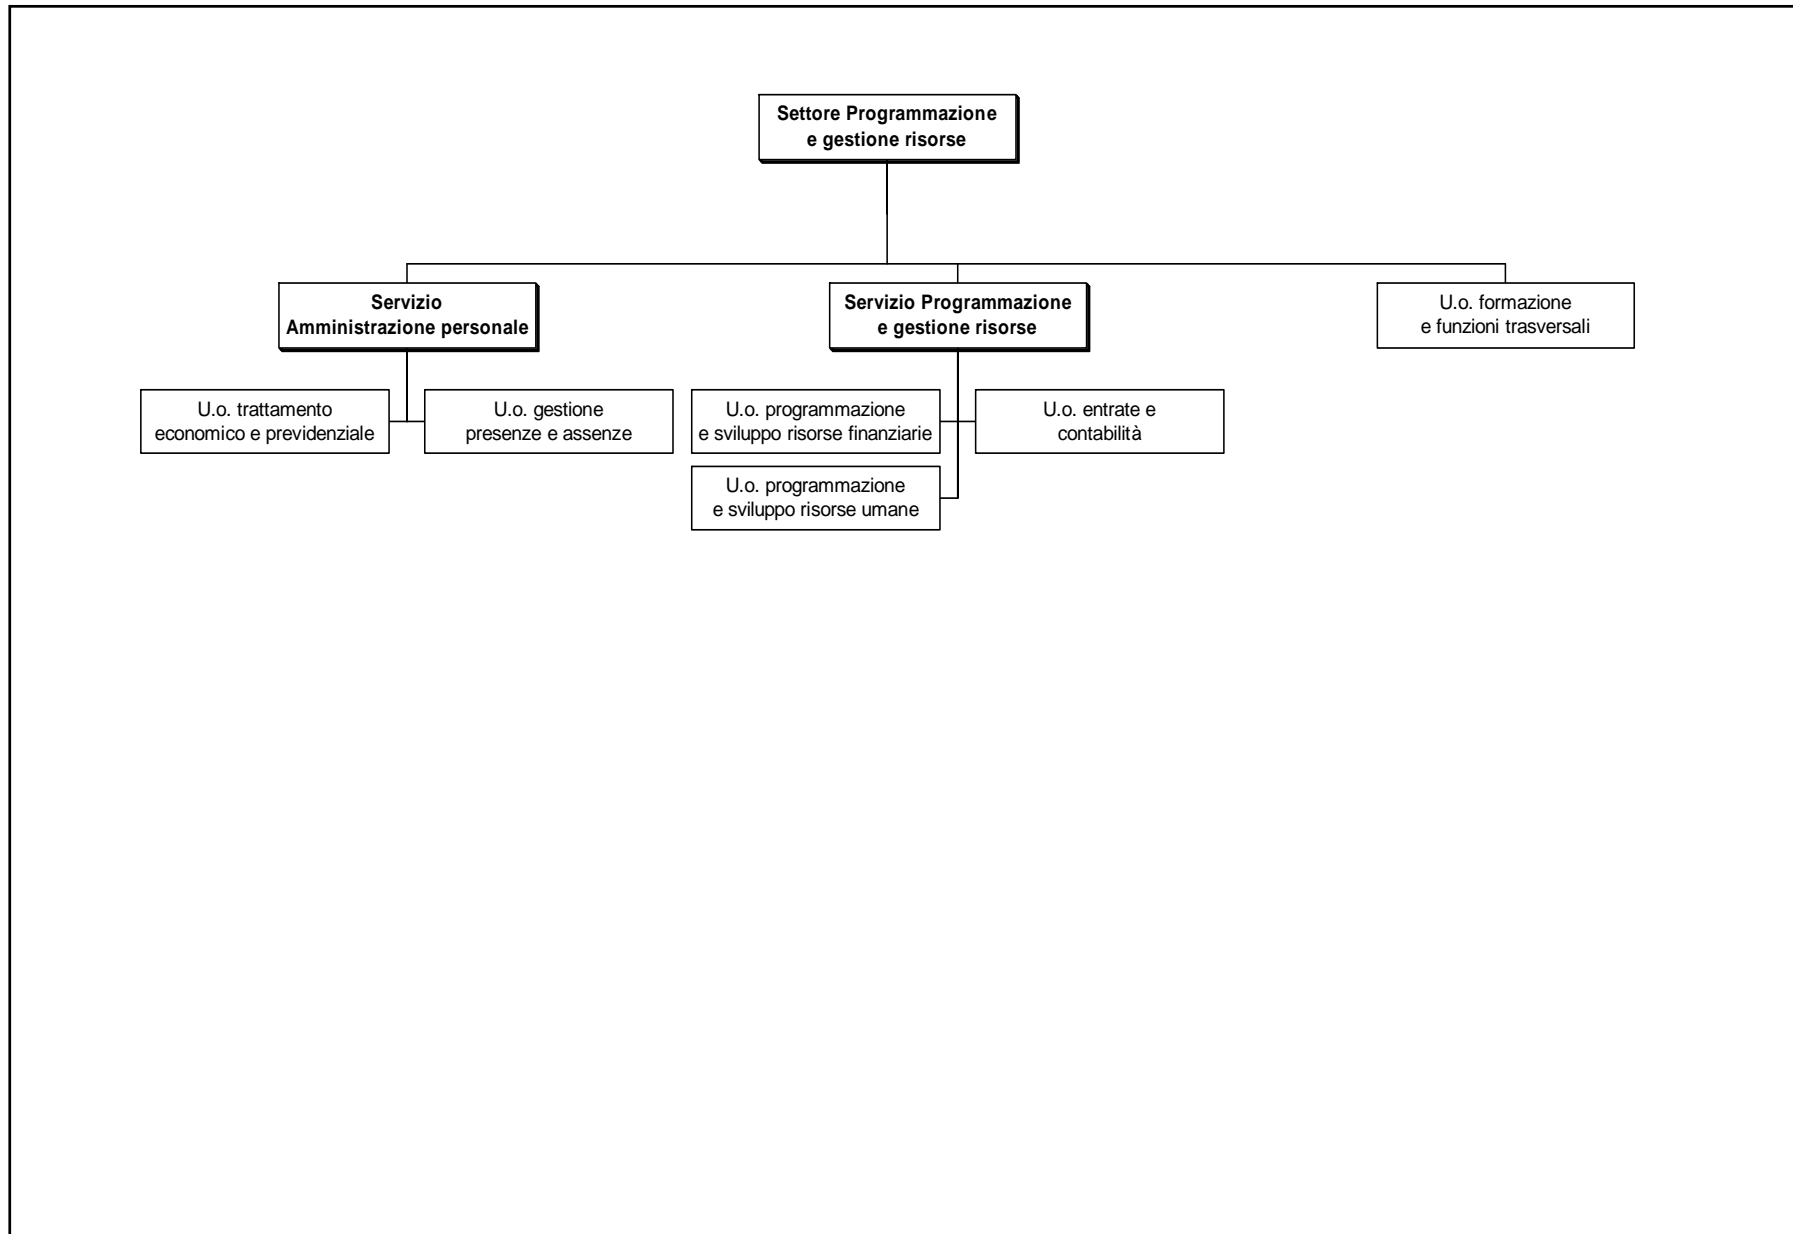 Settore Programmazione
e gestione risorse
Servizio
Amministrazione personale
Servizio Programmazione
e gestione risorse
U.o. formazione
e funzioni trasversali
U.o. trattamento
economico e previdenziale
U.o. gestione
presenze e assenze
U.o. programmazione
e sviluppo risorse finanziarie
U.o. entrate e
contabilità
U.o. programmazione
e sviluppo risorse umane